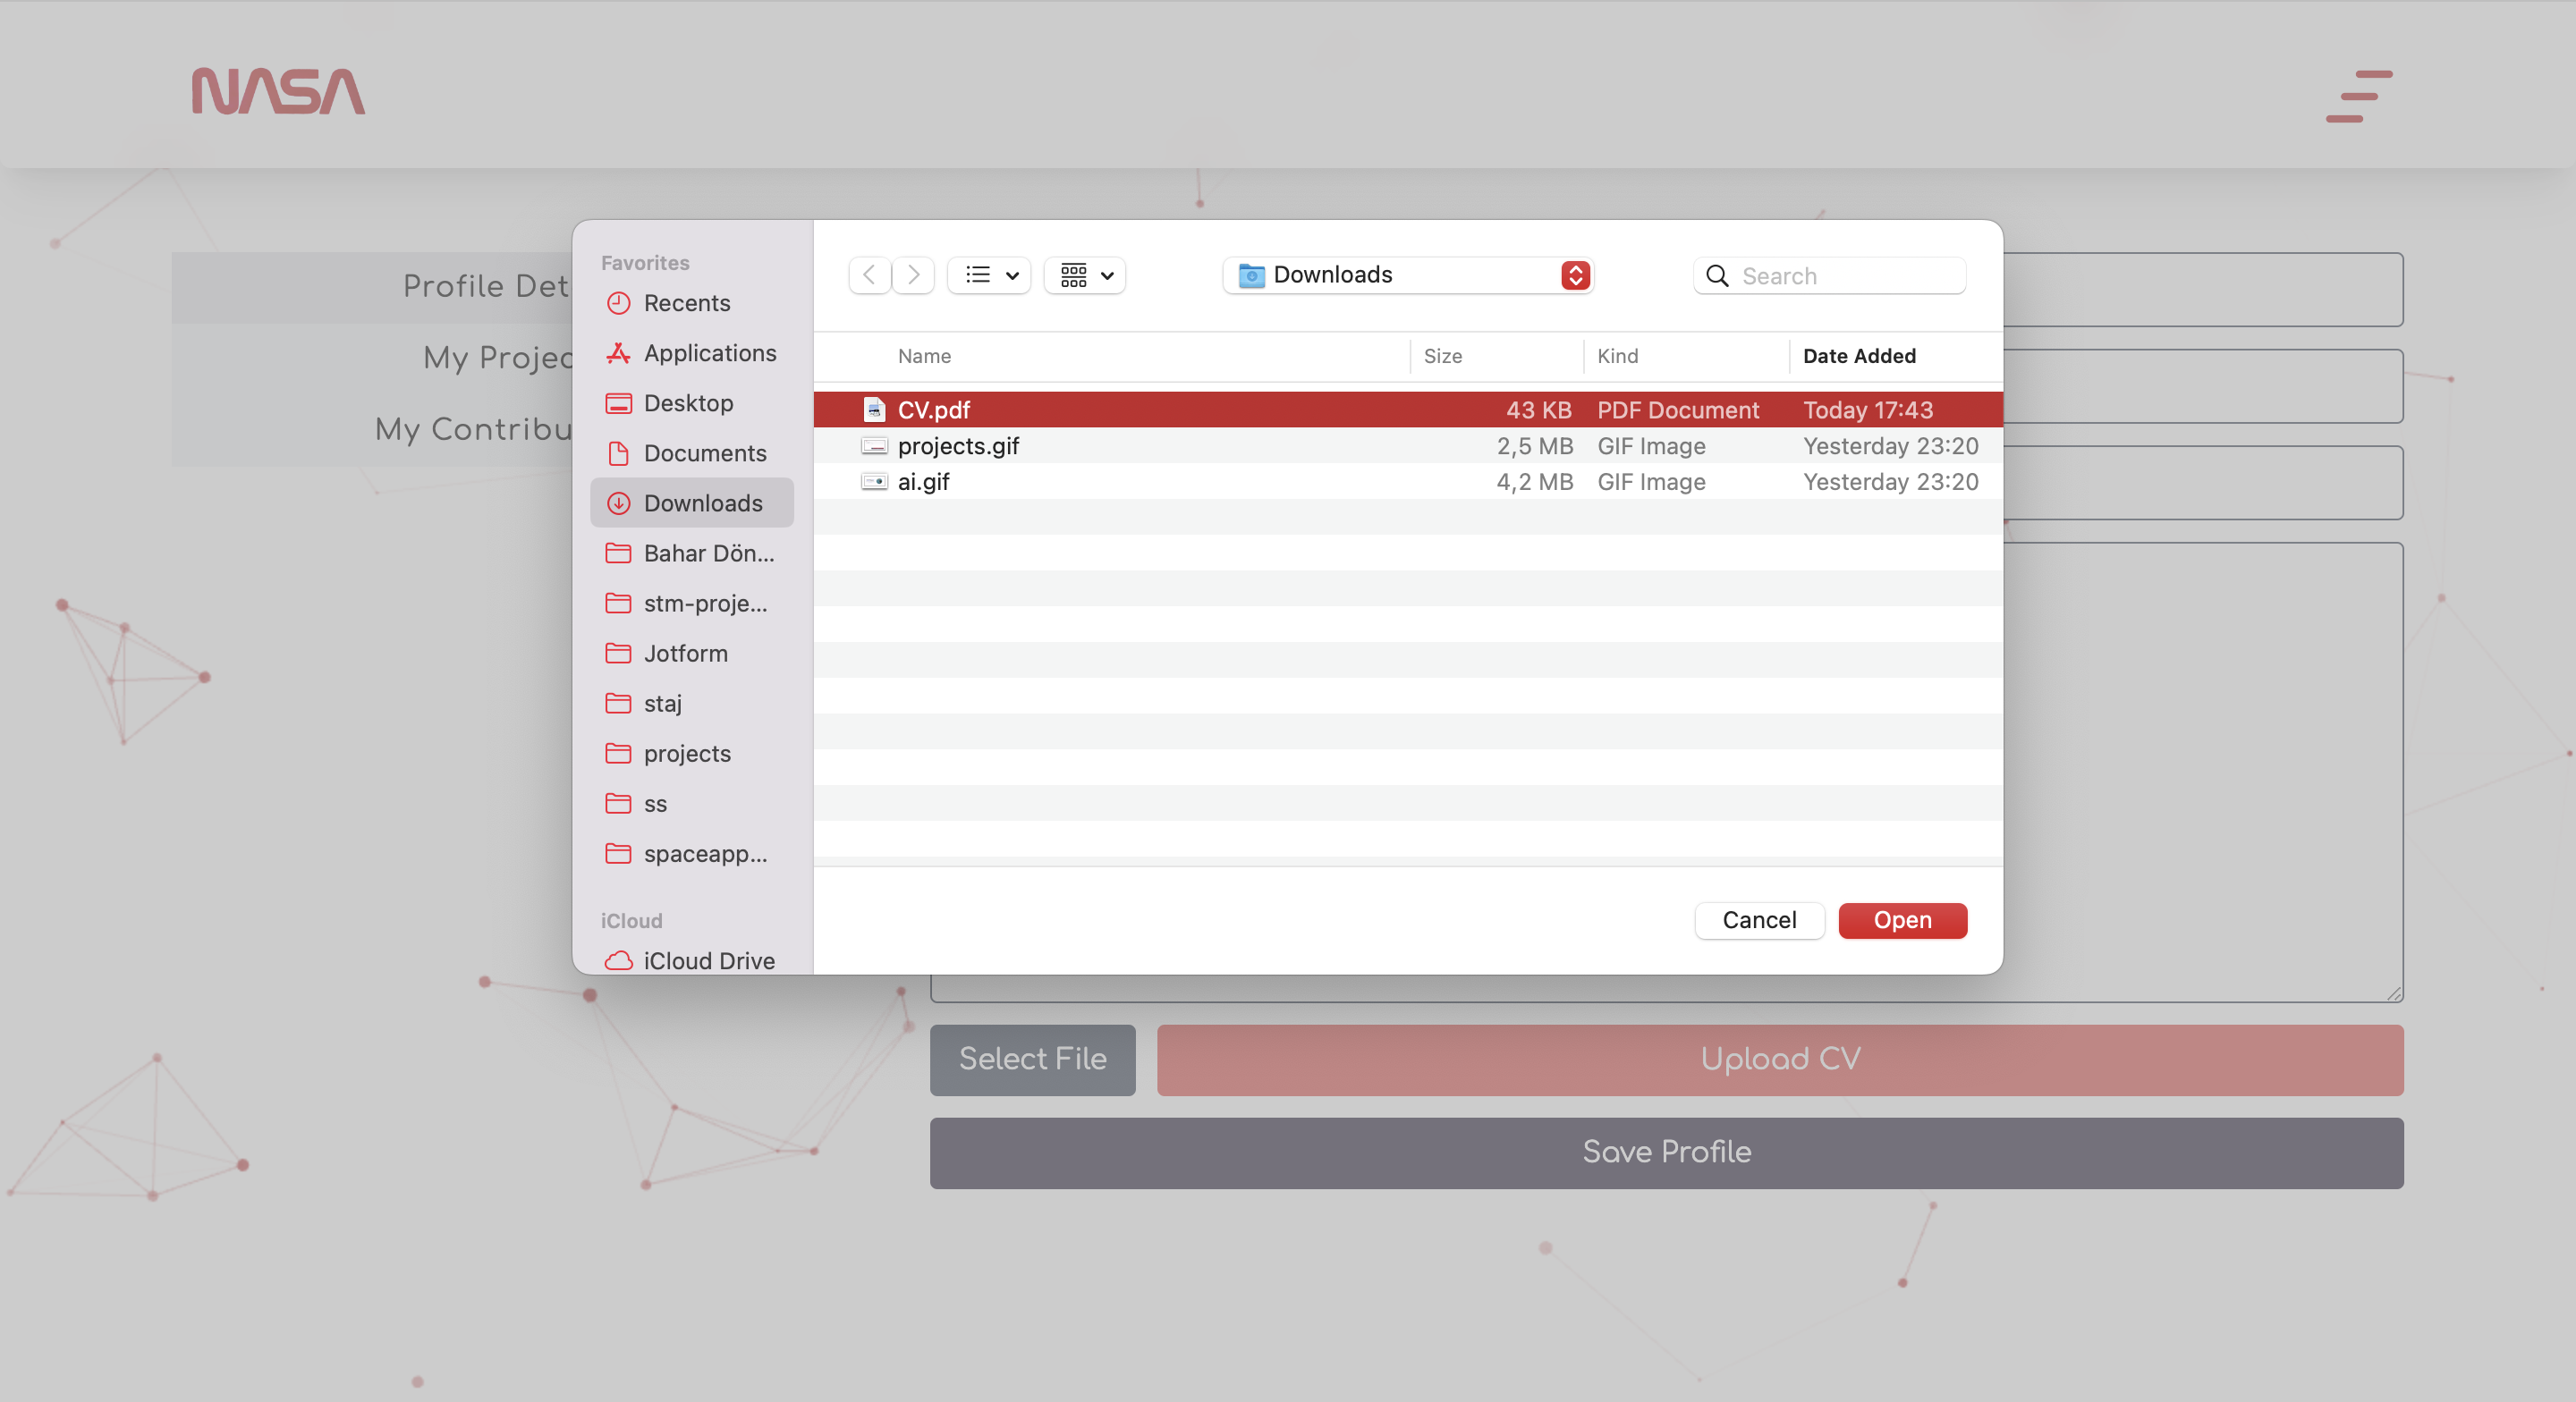 NASA
Profile Det
My Projec
My Contribu
Favorites
Recents
Applications
Desktop
Documents
Downloads
Bahar Dön...
stm-proje...
Jotform
staj
projects
ss
spaceapp...
iCloud
iCloud Drive
Downloads
Search
Name Size Kind Date Added
CV.pdf 43 KB PDF Document Today 17:43
projects.gif 2,5 MB GIF Image Yesterday 23:20
ai.gif 4,2 MB GIF Image Yesterday 23:20
Cancel Open
Select File Upload CV
Save Profile